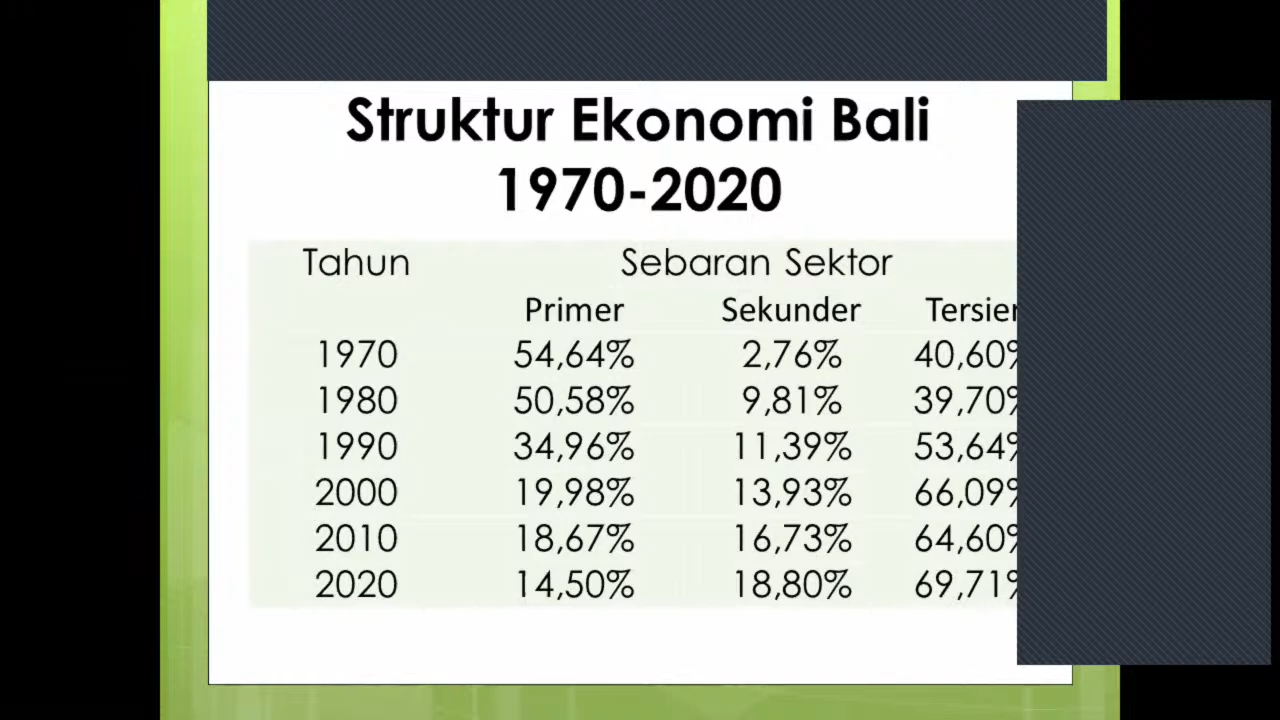 Struktur Ekonomi Bali
1970-2020
Tahun Sebaran Sektor
Primer Sekunder Tersier
1970 54,64% 2,76% 40,60%
1980 50,58% 9,81% 39,70%
1990 34,96% 11,39% 53,64%
2000 19,98% 13,93% 66,09%
2010 18,67% 16,73% 64,60%
2020 14,50% 18,80% 69,71%